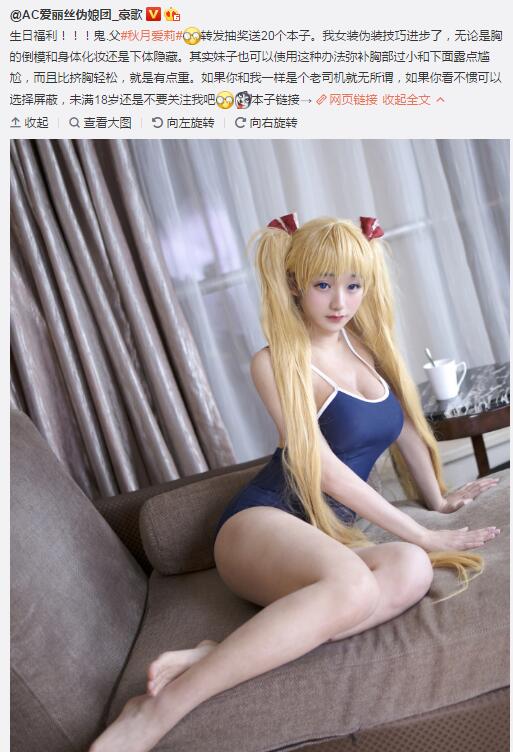 @AC爱丽丝伪娘团_豪歌
生日福利！！！鬼.父#秋月爱莉#转发抽奖送20个本子。我女装伪装技巧进步了，无论是胸
的倒模和身体化妆还是下体隐藏。其实妹子也可以使用这种办法弥补胸部过小和下面露点尴
尬，而且比挤胸轻松，就是有点重。如果你和我一样是个老司机就无所谓，如果你看不惯可以
选择屏蔽，未满18岁还是不要关注我吧本子链接→网页链接 收起全文
收起 查看大图 向左旋转 向右旋转